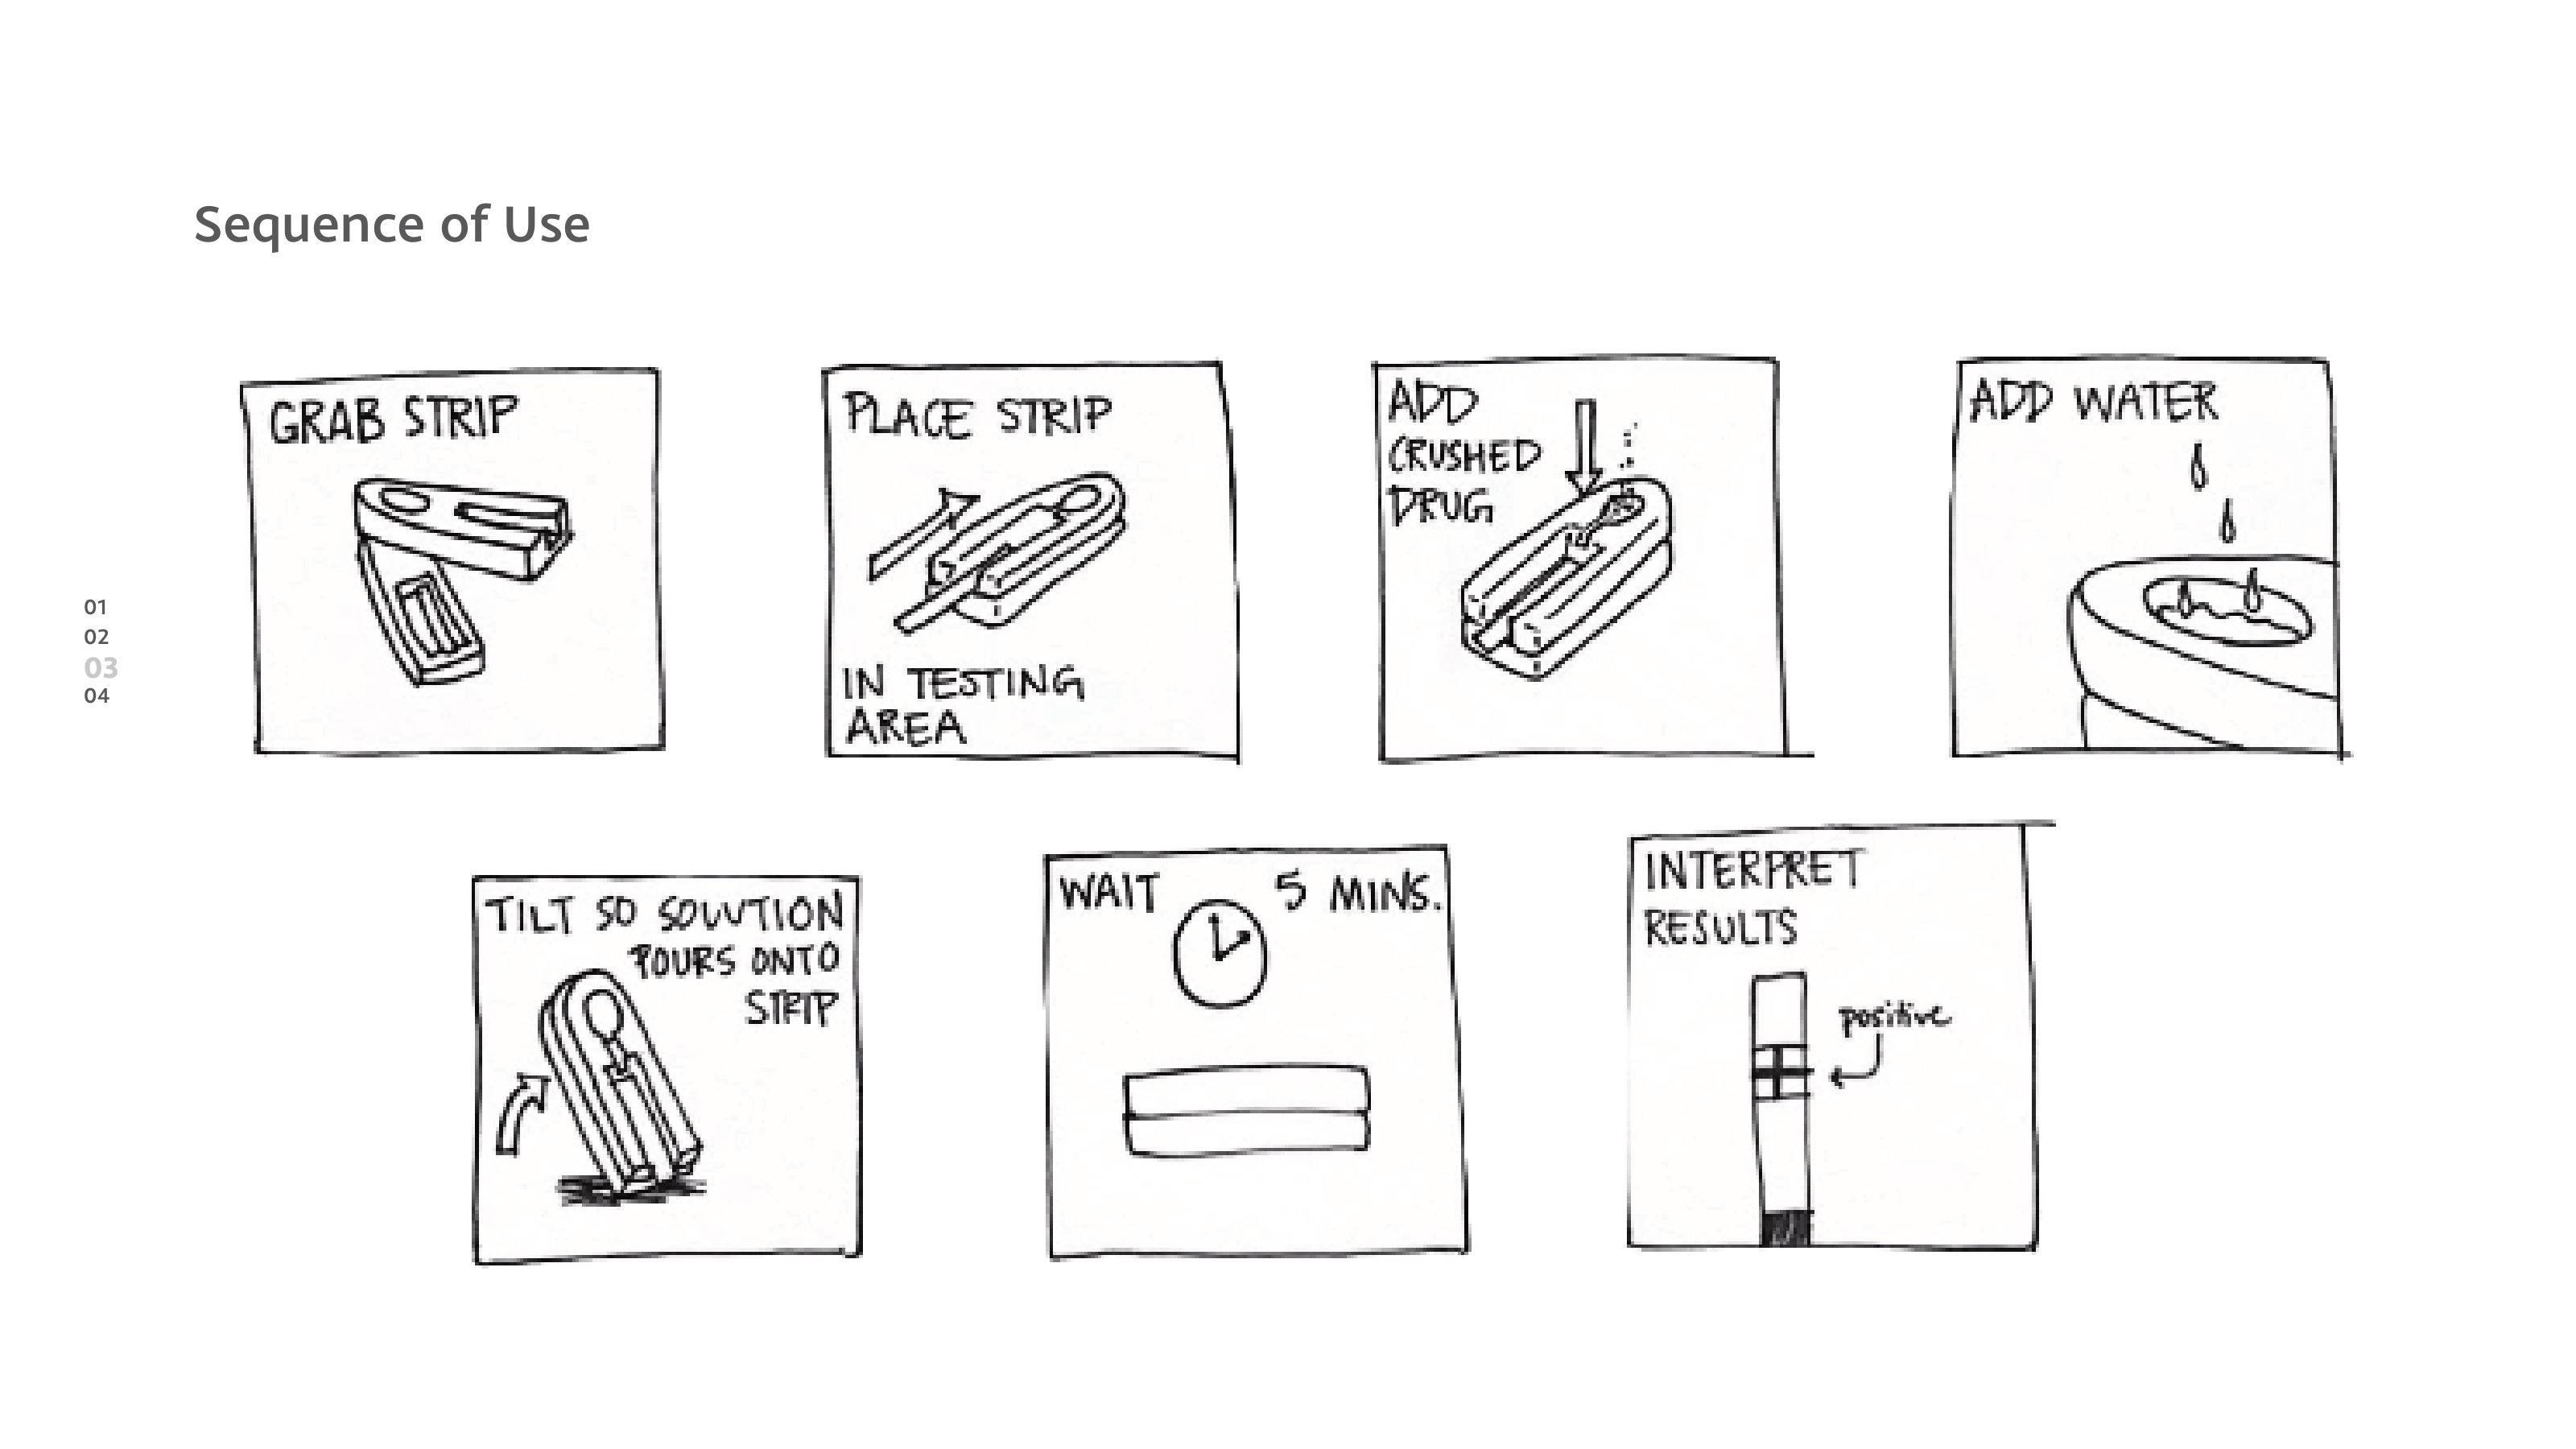 Sequence of Use
GRAB STRIP
PLACE STRIP
IN TESTING
AREA
ADD
CRUSHED
DRUG
ADD WATER
01
02
03
04
TILT SO SOLUTION
POURS ONTO
STRIP
WAIT 5 MINS.
INTERPRET
RESULTS
positive